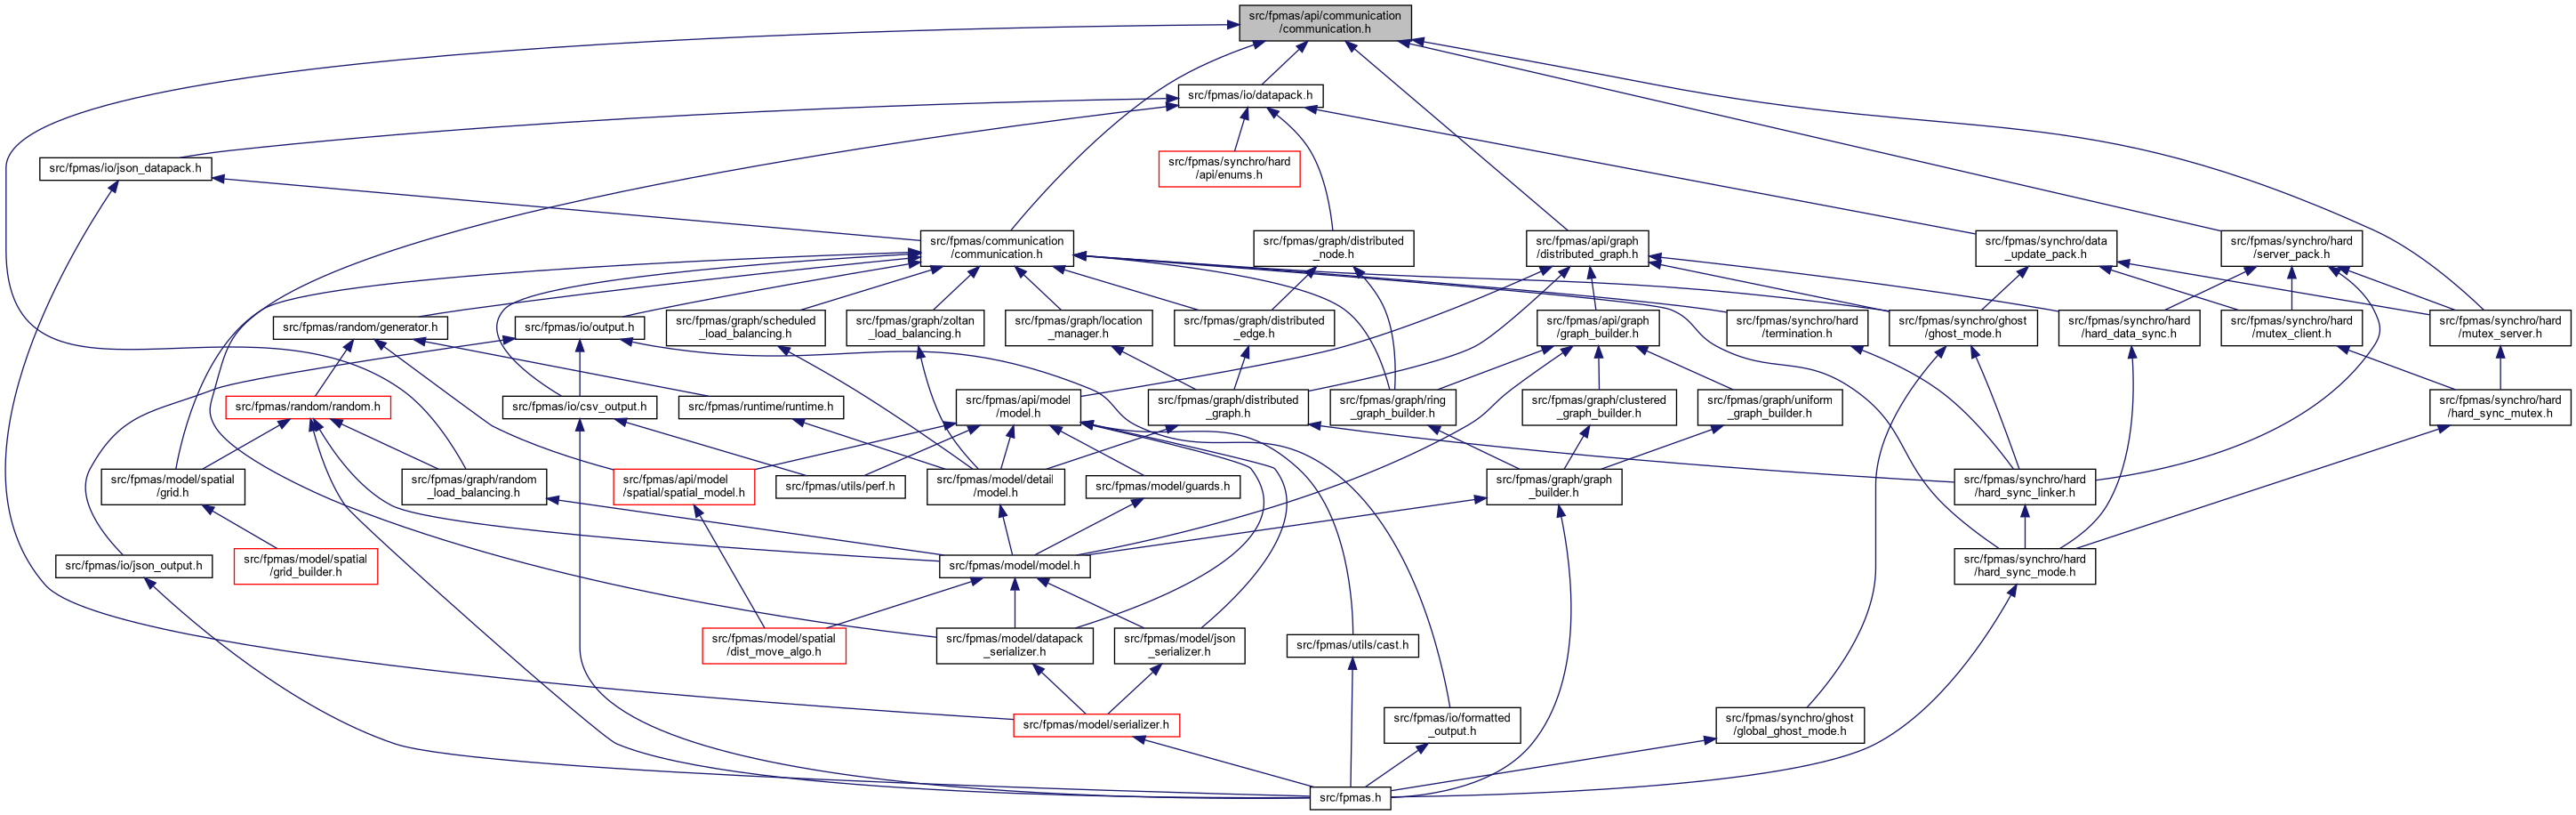 src/fpmas/api/communication
/communication.h
src/fpmas/io/datapack.h
src/fpmas/io/json_datapack.h
src/fpmas/synchro/hard
/api/enums.h
src/fpmas/communication
/communication.h
src/fpmas/graph/distributed
_node.h
src/fpmas/api/graph
/distributed_graph.h
src/fpmas/synchro/data
_update_pack.h
src/fpmas/synchro/hard
/server_pack.h
src/fpmas/random/generator.h
src/fpmas/io/output.h
src/fpmas/graph/scheduled
_load_balancing.h
src/fpmas/graph/zoltan
_load_balancing.h
src/fpmas/graph/location
_manager.h
src/fpmas/graph/distributed
_edge.h
src/fpmas/api/graph
/graph_builder.h
src/fpmas/synchro/hard
/termination.h
src/fpmas/synchro/ghost
/ghost_mode.h
src/fpmas/synchro/hard
/hard_data_sync.h
src/fpmas/synchro/hard
/mutex_client.h
src/fpmas/synchro/hard
/mutex_server.h
src/fpmas/random/random.h
src/fpmas/io/csv_output.h
src/fpmas/runtime/runtime.h
src/fpmas/api/model
/model.h
src/fpmas/graph/distributed
_graph.h
src/fpmas/graph/ring
_graph_builder.h
src/fpmas/graph/clustered
_graph_builder.h
src/fpmas/graph/uniform
_graph_builder.h
src/fpmas/synchro/hard
/hard_sync_mutex.h
src/fpmas/model/spatial
/grid.h
src/fpmas/graph/random
_load_balancing.h
src/fpmas/api/model
/spatial/spatial_model.h
src/fpmas/utils/perf.h
src/fpmas/model/detail
/model.h
src/fpmas/model/guards.h
src/fpmas/graph/graph
_builder.h
src/fpmas/synchro/hard
/hard_sync_linker.h
src/fpmas/io/json_output.h
src/fpmas/model/spatial
/grid_builder.h
src/fpmas/model/model.h
src/fpmas/synchro/hard
/hard_sync_mode.h
src/fpmas/model/spatial
/dist_move_algo.h
src/fpmas/model/datapack
_serializer.h
src/fpmas/model/json
_serializer.h
src/fpmas/utils/cast.h
src/fpmas/model/serializer.h
src/fpmas/io/formatted
_output.h
src/fpmas/synchro/ghost
/global_ghost_mode.h
src/fpmas.h